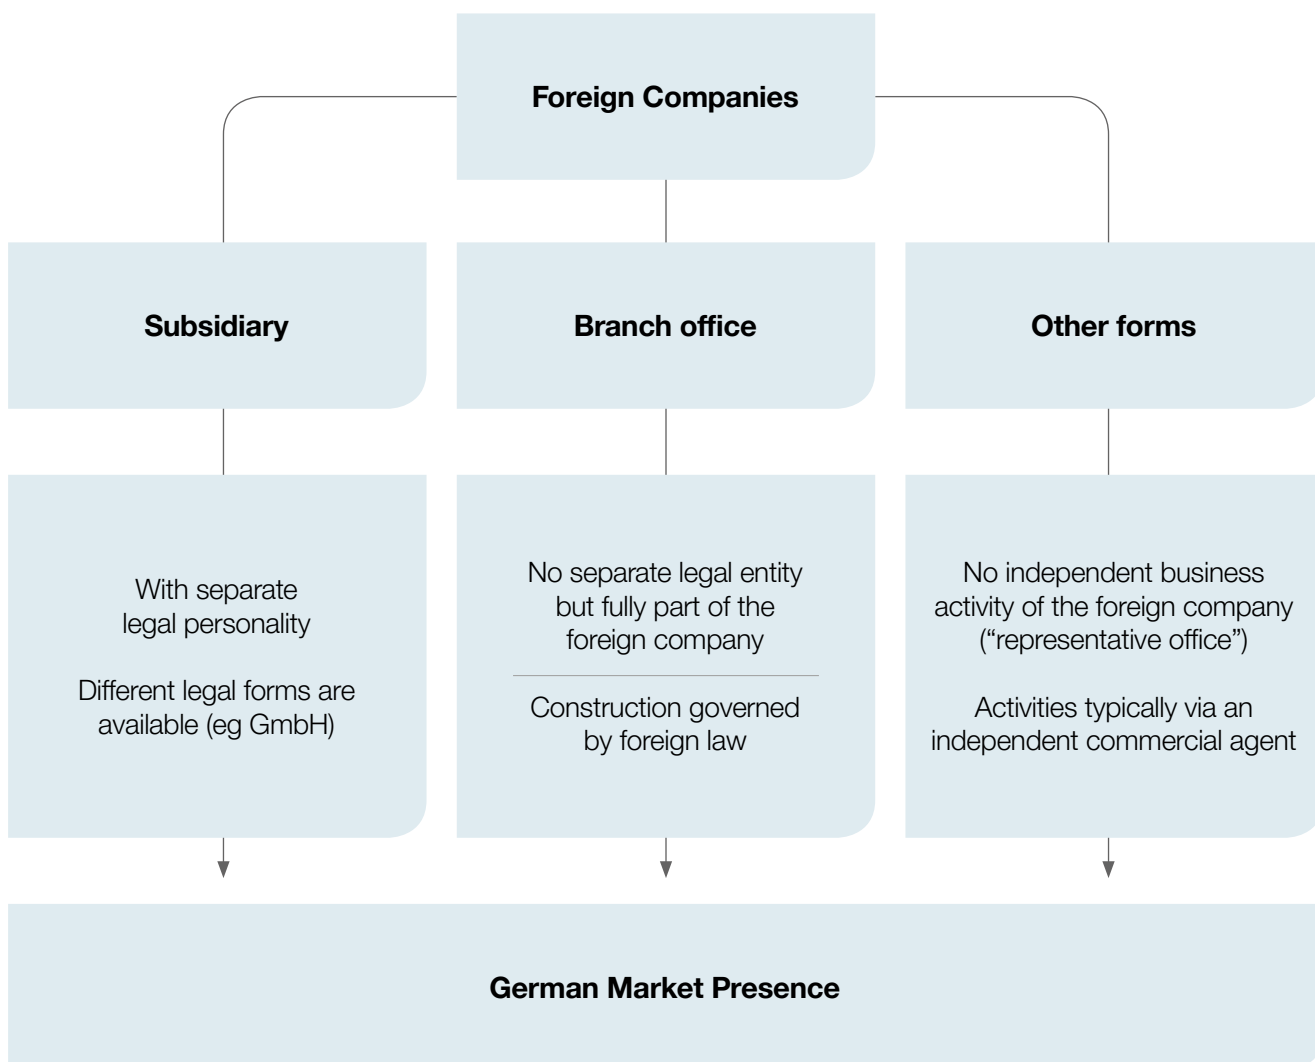 Foreign Companies
Subsidiary
Branch office
Other forms
With separate
legal personality
Different legal forms are
available (eg GmbH)
No separate legal entity
but fully part of the
foreign company
Construction governed
by foreign law
No independent business
activity of the foreign company
(“representative office”)
Activities typically via an
independent commercial agent
German Market Presence